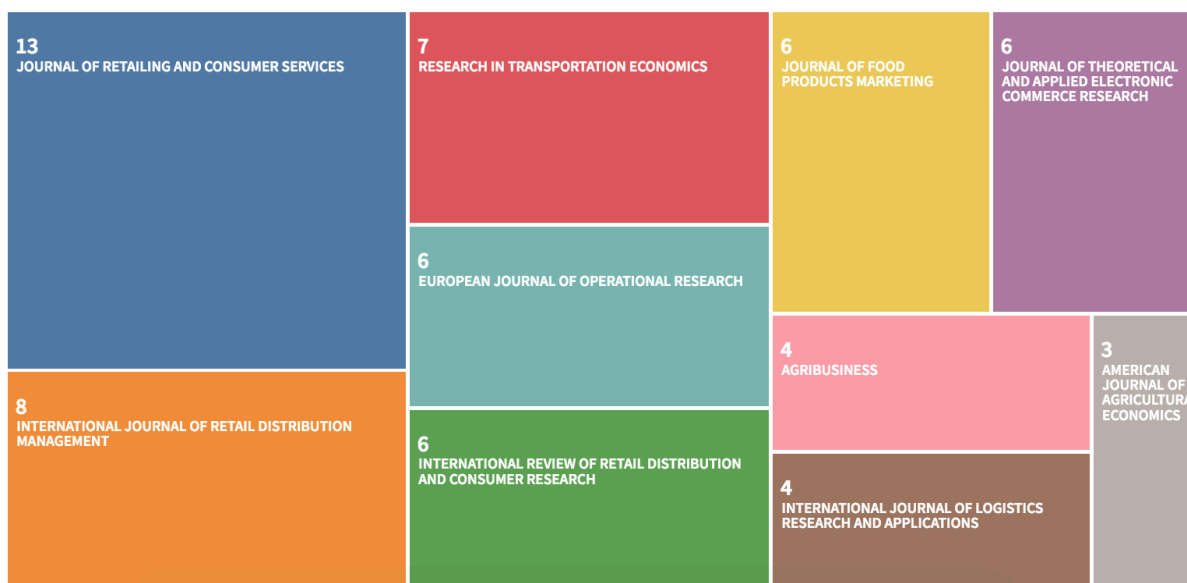 13
JOURNAL OF RETAILING AND CONSUMER SERVICES
8
INTERNATIONAL JOURNAL OF RETAIL DISTRIBUTION
MANAGEMENT
7
RESEARCH IN TRANSPORTATION ECONOMICS
6
EUROPEAN JOURNAL OF OPERATIONAL RESEARCH
6
INTERNATIONAL REVIEW OF RETAIL DISTRIBUTION
AND CONSUMER RESEARCH
6
JOURNAL OF FOOD
PRODUCTS MARKETING
6
JOURNAL OF THEORETICAL
AND APPLIED ELECTRONIC
COMMERCE RESEARCH
4
AGRIBUSINESS
4
INTERNATIONAL JOURNAL OF LOGISTICS
RESEARCH AND APPLICATIONS
3
AMERICAN
JOURNAL OF
AGRICULTURA
ECONOMICS